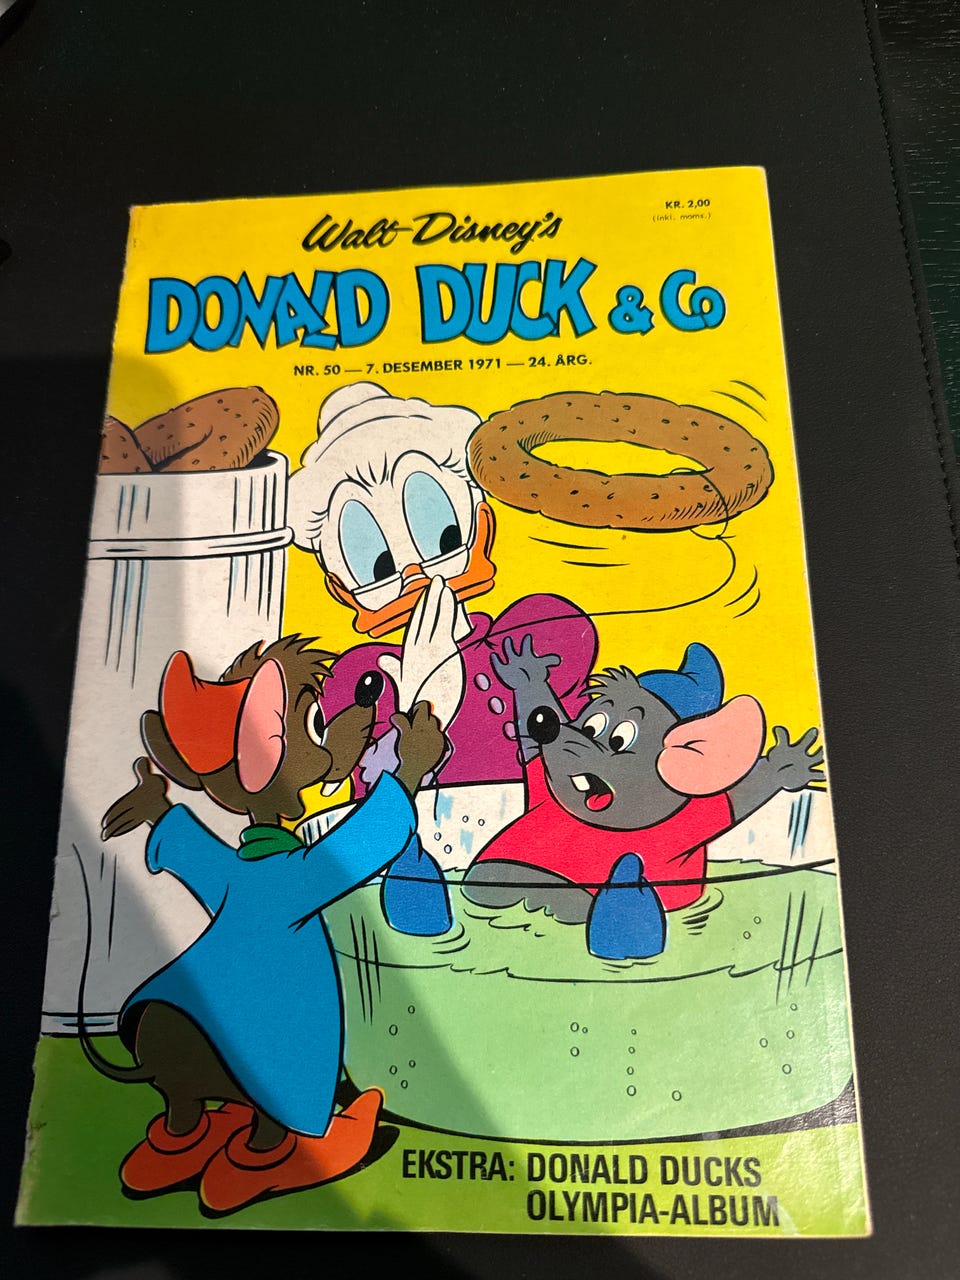 KR. 2,00
(inkl. moms.)
Walt Disney's
DONALD DUCK & Co
NR. 50 — 7. DESEMBER 1971 — 24. ÅRG.
EKSTRA: DONALD DUCKS
OLYMPIA-ALBUM